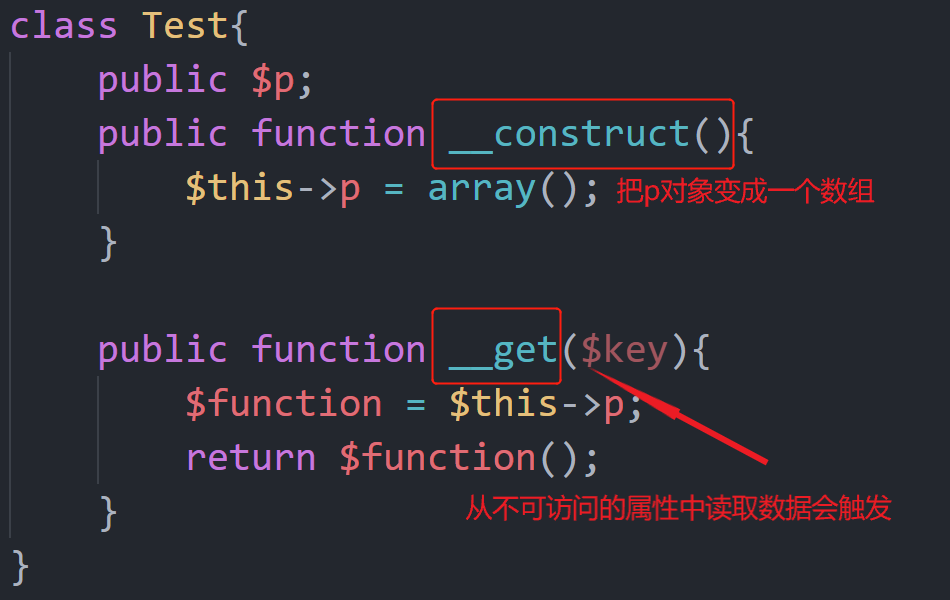 class Test{
public $p;
public function __construct(){
$this->p = array(); 把p对象变成一个数组
}
public function __get($key){
$function = $this->p;
return $function();
从不可访问的属性中读取数据会触发
}
}